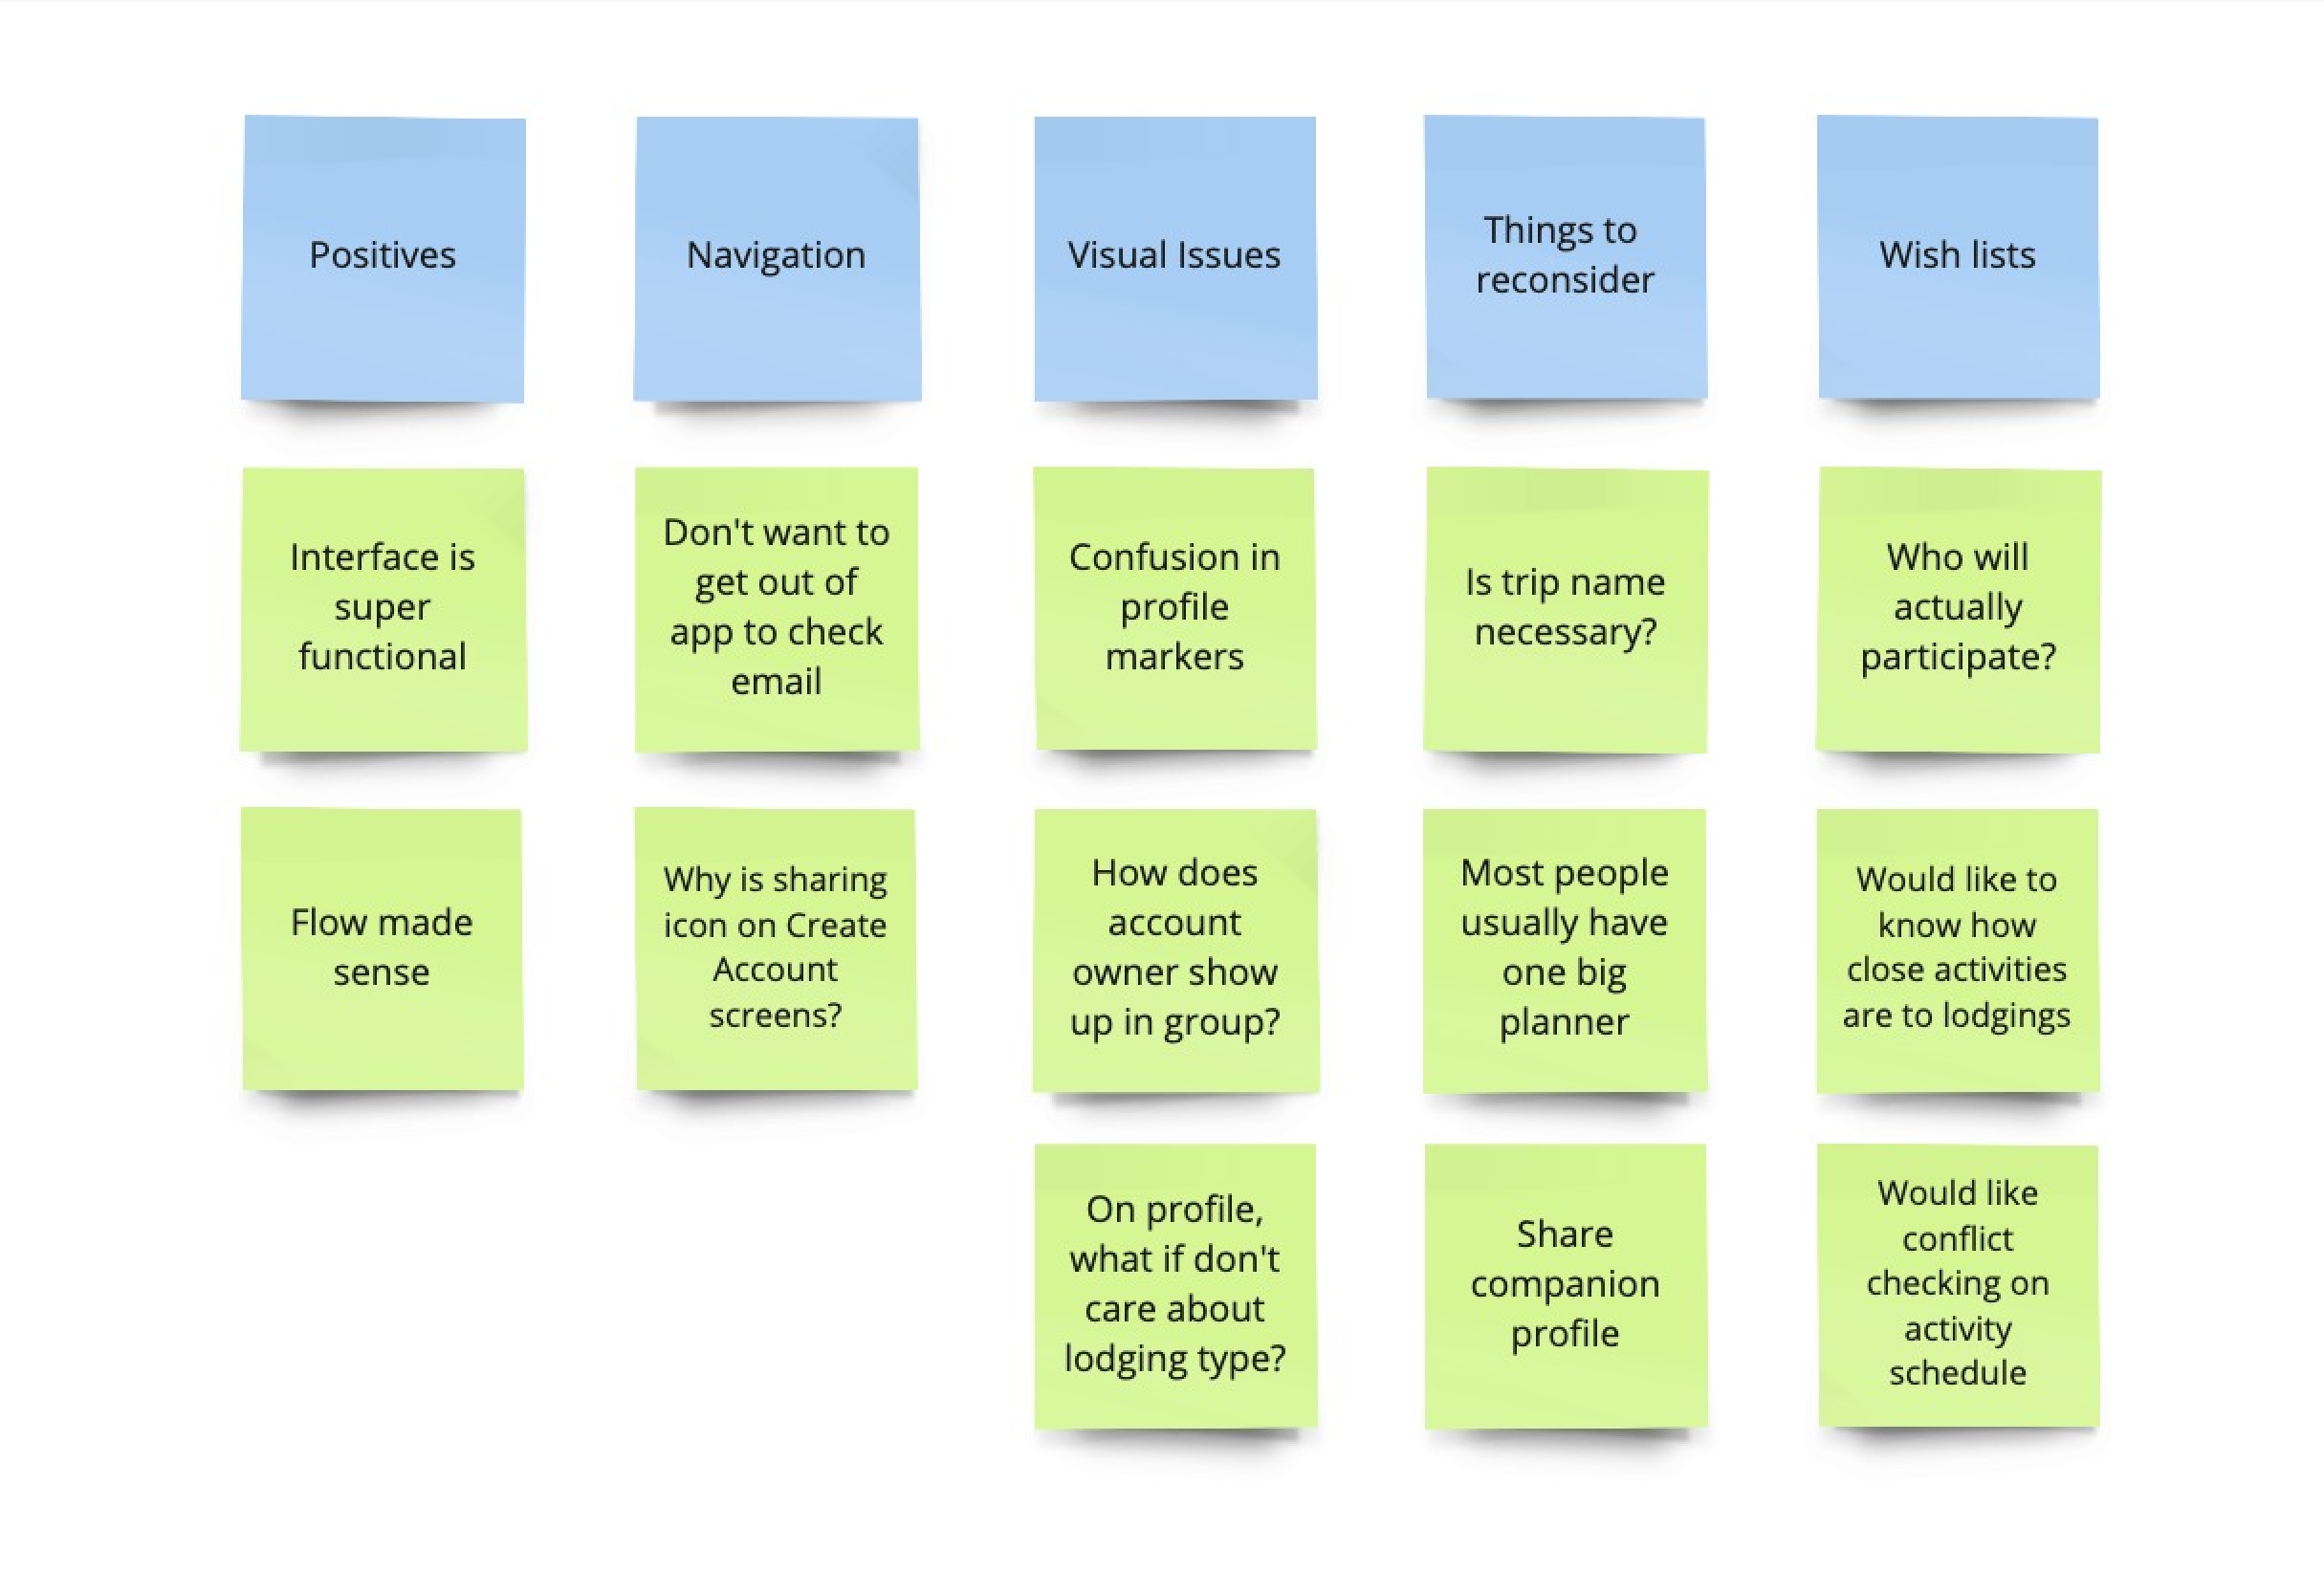 Positives
Navigation
Visual Issues
Things to
reconsider
Wish lists
Interface is
super
functional
Don't want to
get out of
app to check
email
Confusion in
profile
markers
Is trip name
necessary?
Who will
actually
participate?
Flow made
sense
Why is sharing
icon on Create
Account
screens?
How does
account
owner show
up in group?
Most people
usually have
one big
planner
Would like to
know how
close activities
are to lodgings
On profile,
what if don't
care about
lodging type?
Share
companion
profile
Would like
conflict
checking on
activity
schedule